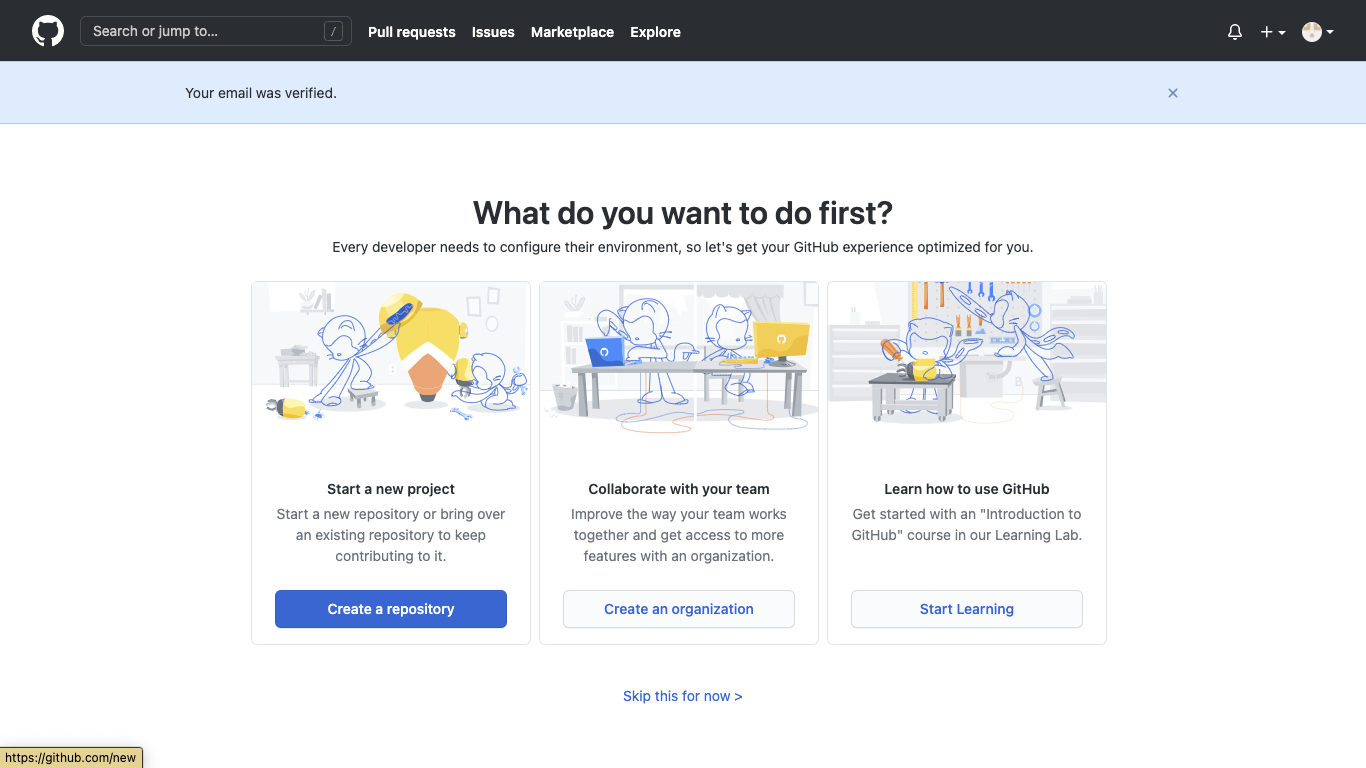 Search or jump to... /
Pull requests
Issues
Marketplace
Explore
Your email was verified.
What do you want to do first?
Every developer needs to configure their environment, so let's get your GitHub experience optimized for you.
Start a new project
Start a new repository or bring over
an existing repository to keep
contributing to it.
Create a repository
Collaborate with your team
Improve the way your team works
together and get access to more
features with an organization.
Create an organization
Learn how to use GitHub
Get started with an "Introduction to
GitHub" course in our Learning Lab.
Start Learning
Skip this for now >
https://github.com/new